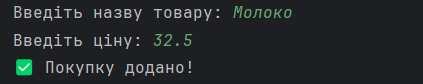 Введіть назву товару: Молоко
Введіть ціну: 32.5
✅ Покупку додано!